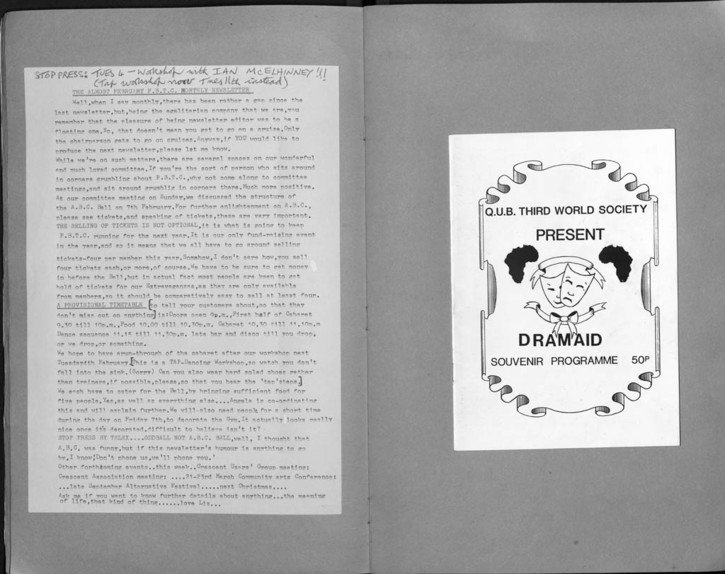 STOP PRESS: TUES 4 - Workshop with IAN McELHINNEY!!!
(Tap workshop now Tues 11th instead)
THE ALMOST FEBRUARY F.B.Y.C. MONTHLY NEWSLETTER
Well,when I say monthly,there has been rather a gap since the
last newsletter,but,being the egalitarian company that we are,you
remember that the pleasure of being newsletter editor was to be a
floating one.No, that doesn't mean you get to go on a cruise.Only
the chairperson gets to go on cruises.However,if YOU would like to
produce the next newsletter,please let me know.
While we're on such matters,there are several spaces on our wonderful
and much loved committee.If you're the sort of person who sits around
in corners grumbling about F.B.Y.C.,why not come along to committee
meetings,and sit around grumbling in corners there.Much more positive.
At our committee meeting on Sunday,we discussed the structure of
the A.B.C. Ball on 7th February.For further enlightenment on A.B.C.,
please see tickets,and speaking of tickets,these are very important.
THE SELLING OF TICKETS IS NOT OPTIONAL,it is what is going to keep
F.B.Y.C. running for the next year.It is our only fund-raising event
in the year,and so it means that we all have to go around selling
tickets-four per member this year.Somehow,I don't care how,you sell
four tickets each,or more,of course.We have to be sure to get money
in before the Ball,but in actual fact most people are keen to get
hold of tickets for our Extravaganzas,as they are only available
from members,so it should be comparatively easy to sell at least four.
A PROVISIONAL TIMETABLE (to tell your customers about,so that they
don't miss out on anything) is:Doors open 9p.m. First half of Cabaret
9.30 till 10p.m. Food 10.00 till 10.30p.m. Cabaret 10.30 till 11.10p.m
Dance sequence 11.15 till 11.30p.m. late bar and disco till you drop,
or we drop,or something.
We hope to have a run-through of the cabaret after our workshop next
Tuesday4th February.[This is a TAP-Dancing Workshop,so watch you don't
fall into the sink.(Sorry) Can you also wear hard soled shoes rather
than trainers,if possible,please,so that you hear the 'tap'items.]
We each have to cater for the Ball,by bringing sufficient food for
five people.Yes,as well as everything else....Angela is co-ordinating
this and will explain further.We will also need people for a short time
during the day on Friday 7th,to decorate the Gym.It actually looks really
nice once it's decorated,difficult to believe isn't it?
STOP PRESS BY TELEX....ODDBALL NOT A.B.C. BALL,well, I thought that
A.B.C. was funny,but if this newsletter's humour is anything to go
by,I know!Don't phone us,we'll phone you.'
Other forthcoming events..this week..Crescent Users' Group meeting;
Crescent Association meeting; ....21-23rd March Community arts Conference;
...late September Alternative Festival.....next Christmas....
Ask me if you want to know further details about anything...the meaning
of life,that kind of thing......love Liz...
Q.U.B. THIRD WORLD SOCIETY
PRESENT
DRAMAID
SOUVENIR PROGRAMME 50P